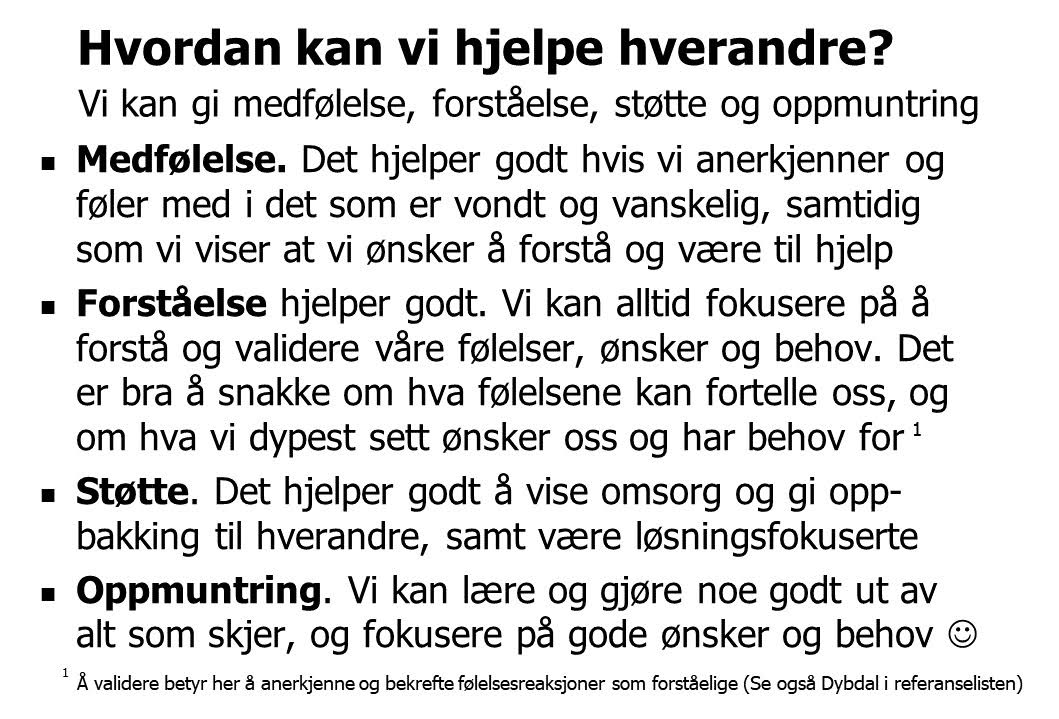 Hvordan kan vi hjelpe hverandre?
Vi kan gi medfølelse, forståelse, støtte og oppmuntring
■ Medfølelse. Det hjelper godt hvis vi anerkjenner og
føler med i det som er vondt og vanskelig, samtidig
som vi viser at vi ønsker å forstå og være til hjelp
■ Forståelse hjelper godt. Vi kan alltid fokusere på å
forstå og validere våre følelser, ønsker og behov. Det
er bra å snakke om hva følelsene kan fortelle oss, og
om hva vi dypest sett ønsker oss og har behov for ¹
■ Støtte. Det hjelper godt å vise omsorg og gi opp-
bakking til hverandre, samt være løsningsfokuserte
■ Oppmuntring. Vi kan lære og gjøre noe godt ut av
alt som skjer, og fokusere på gode ønsker og behov ☺
¹ Å validere betyr her å anerkjenne og bekrefte følelsesreaksjoner som forståelige (Se også Dybdal i referanselisten)